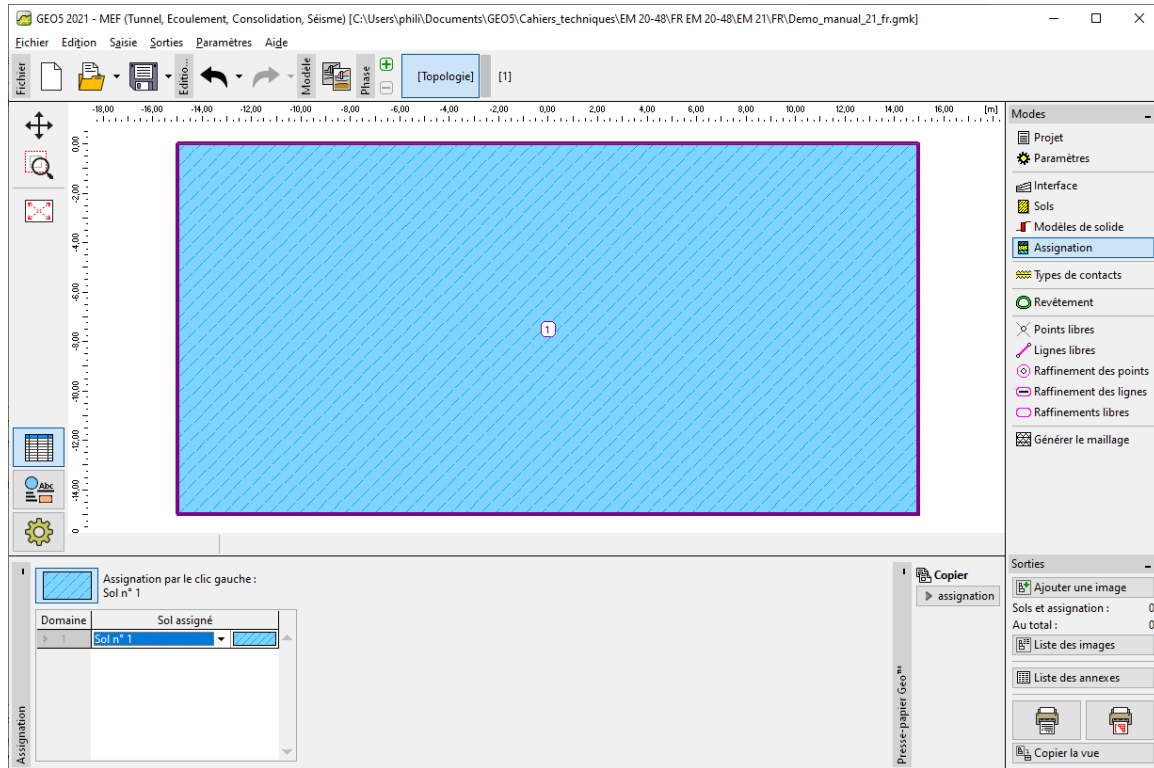 GEO5 2021 - MEF (Tunnel, Ecoulement, Consolidation, Séisme) [C:\Users\phili\Documents\GEO5\Cahiers_techniques\EM 20-48\FR EM 20-48\EM 21\FR\Demo_manual_21_fr.gmk]
Fichier Edition Saisie Sorties Paramètres Aide
Fichier
Editio...
Modèle
Phase
[Topologie] [1]
-18,00 -16,00 -14,00 -12,00 -10,00 -8,00 -6,00 -4,00 -2,00 0,00 2,00 4,00 6,00 8,00 10,00 12,00 14,00 16,00 [m]
0,00
-2,00
-4,00
-6,00
-8,00
-10,00
-12,00
-14,00
0
1
Abc
Modes
Projet
Paramètres
Interface
Sols
Modèles de solide
Assignation
Types de contacts
Revêtement
Points libres
Lignes libres
Raffinement des points
Raffinement des lignes
Raffinements libres
Générer le maillage
Assignation
Assignation par le clic gauche :
Sol n° 1
Domaine Sol assigné
1 Sol n° 1
Presse-papier Geo™
Copier
assignation
Sorties
Ajouter une image
Sols et assignation : 0
Au total : 0
Liste des images
Liste des annexes
Copier la vue